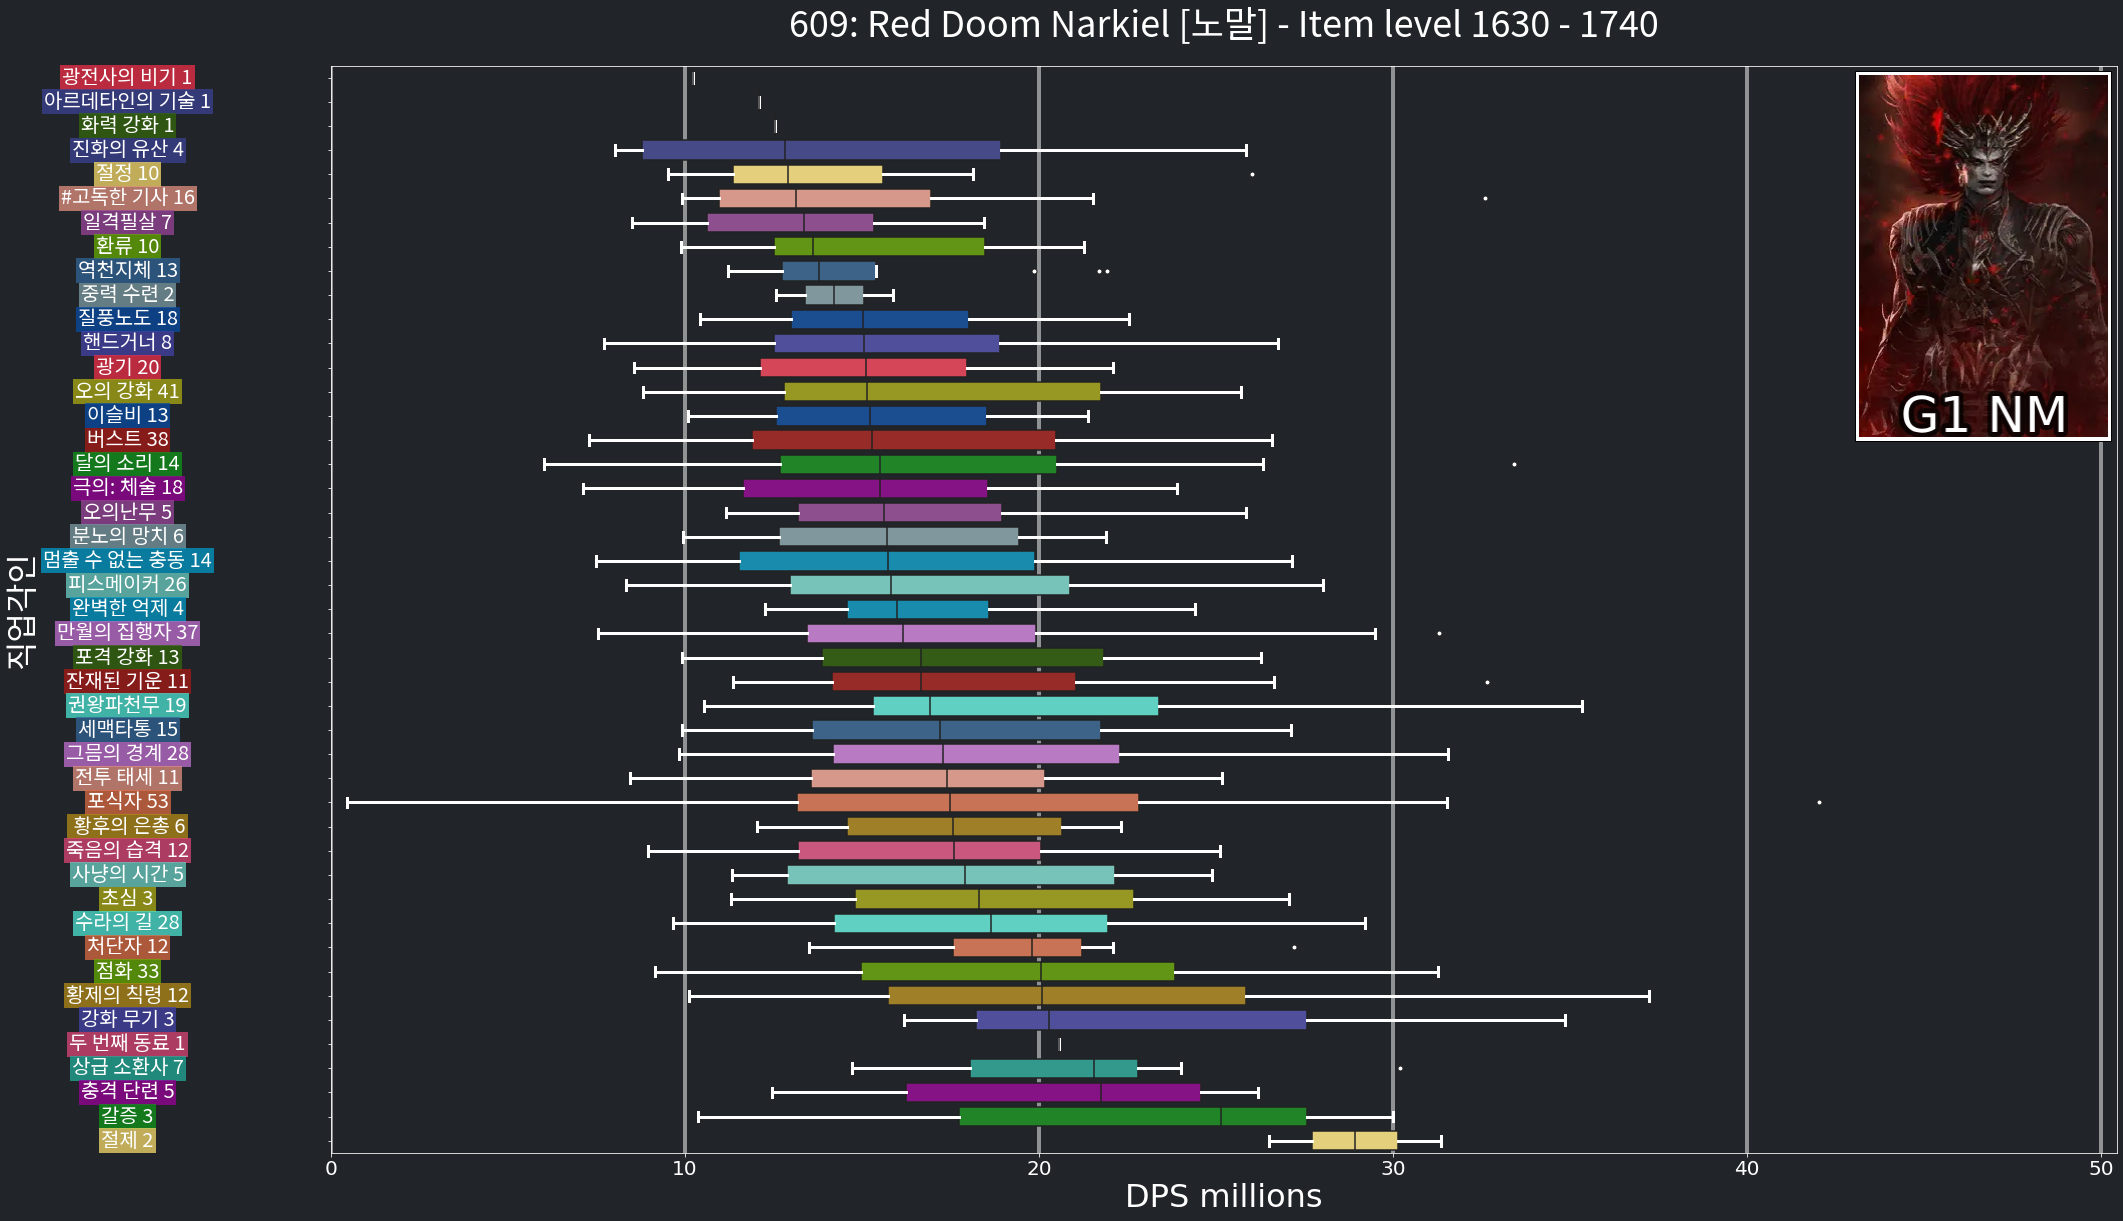 609: Red Doom Narkiel [노말] - Item level 1630 - 1740
직업각인
광전사의 비기 1
아르데타인의 기술 1
화력 강화 1
진화의 유산 4
절정 10
#고독한 기사 16
일격필살 7
환류 10
역천지체 13
중력 수련 2
질풍노도 18
핸드거너 8
광기 20
오의 강화 41
이슬비 13
버스트 38
달의 소리 14
극의: 체술 18
오의난무 5
분노의 망치 6
멈출 수 없는 충동 14
피스메이커 26
완벽한 억제 4
만월의 집행자 37
포격 강화 13
잔재된 기운 11
권왕파천무 19
세맥타통 15
그믐의 경계 28
전투 태세 11
포식자 53
황후의 은총 6
죽음의 습격 12
사냥의 시간 5
초심 3
수라의 길 28
처단자 12
점화 33
황제의 칙령 12
강화 무기 3
두 번째 동료 1
상급 소환사 7
충격 단련 5
갈증 3
절제 2
G1 NM
0 10 20 30 40 50
DPS millions